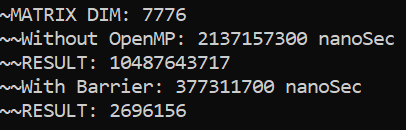 ~MATRIX DIM: 7776
~~Without OpenMP: 2137157300 nanoSec
~~RESULT: 10487643717
~~With Barrier: 377311700 nanoSec
~~RESULT: 2696156